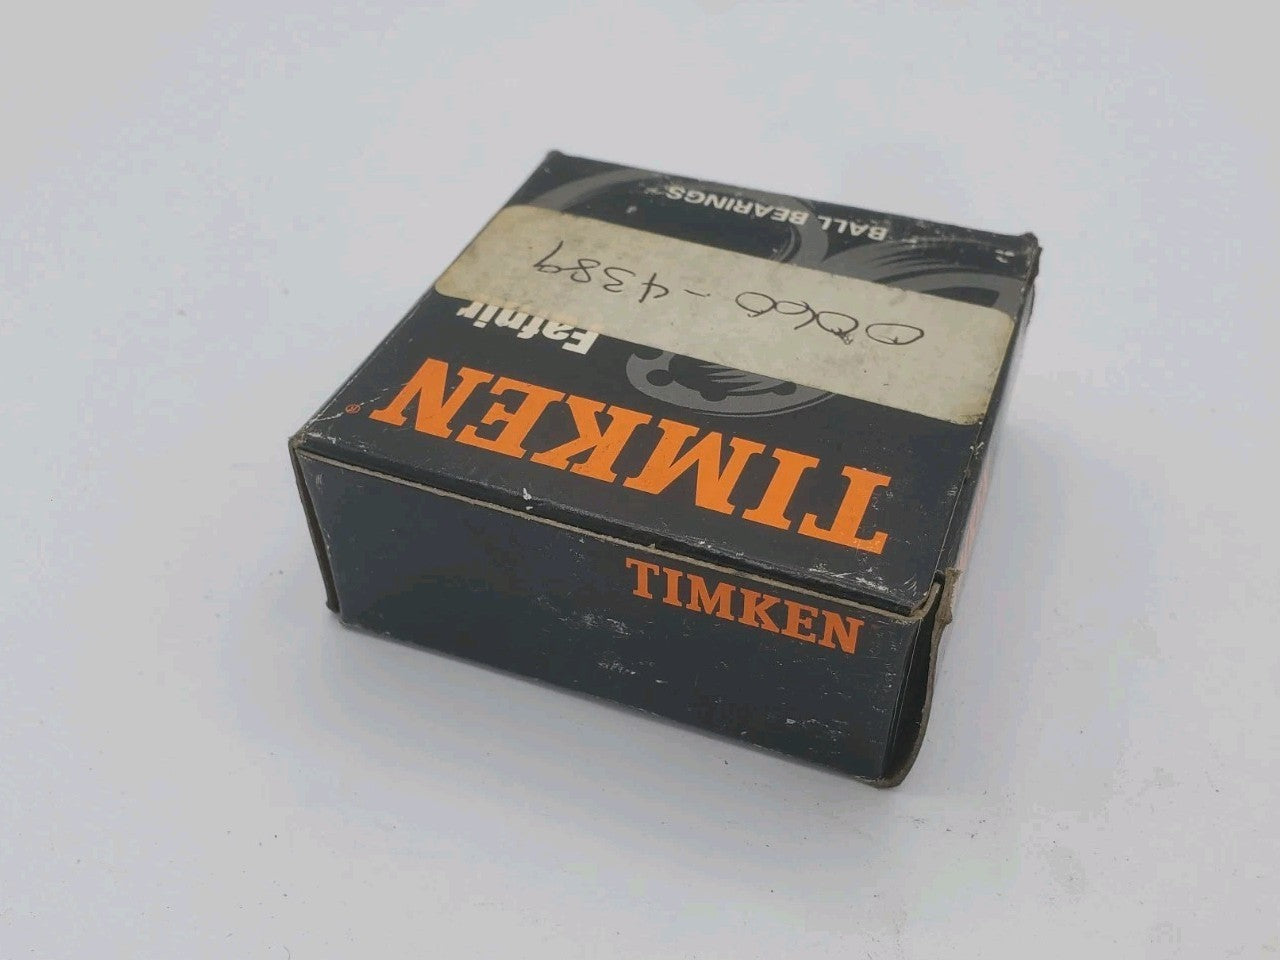 TIMKEN®
Fafnir
0060-4389
BALL BEARINGS
TIMKEN